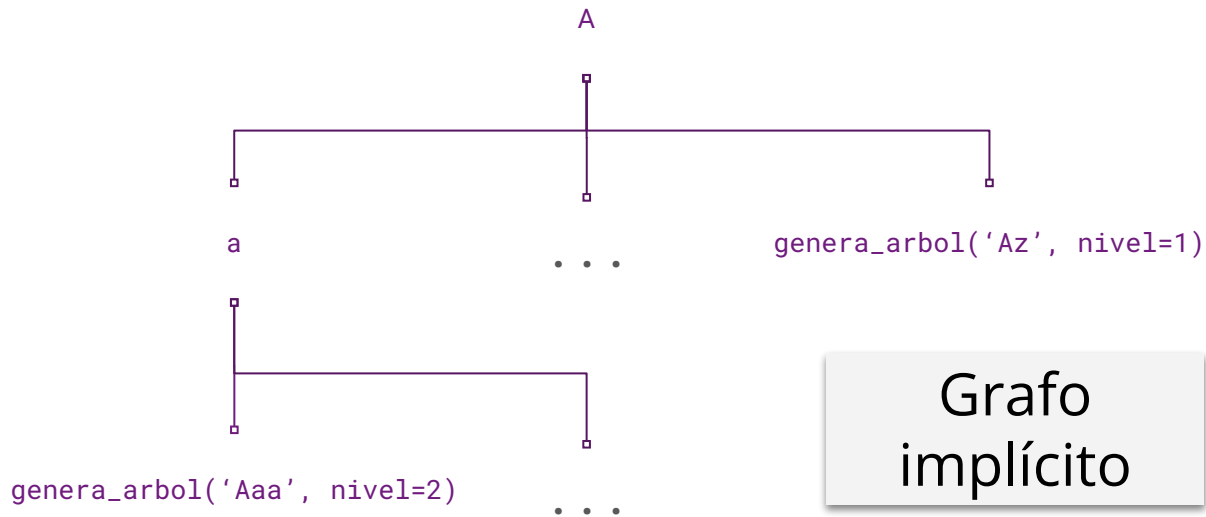 A
a
. . .
genera_arbol(‘Az’, nivel=1)
Grafo
implícito
genera_arbol(‘Aaa’, nivel=2)
. . .